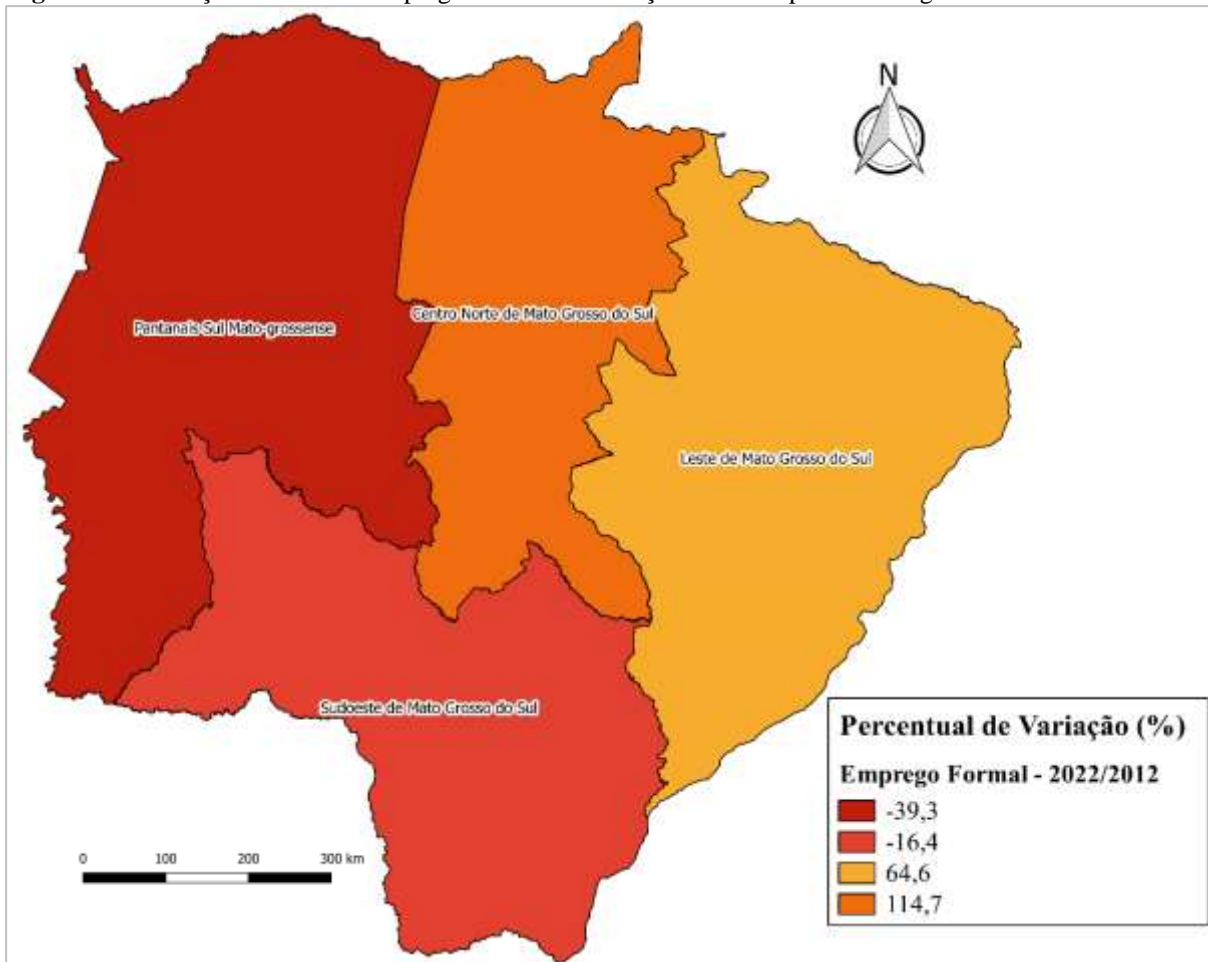 N
Pantanais Sul Mato-grossense
Centro Norte de Mato Grosso do Sul
Leste de Mato Grosso do Sul
Sudoeste de Mato Grosso do Sul
Percentual de Variação (%)
Emprego Formal - 2022/2012
-39,3
-16,4
64,6
114,7
0 100 200 300 km